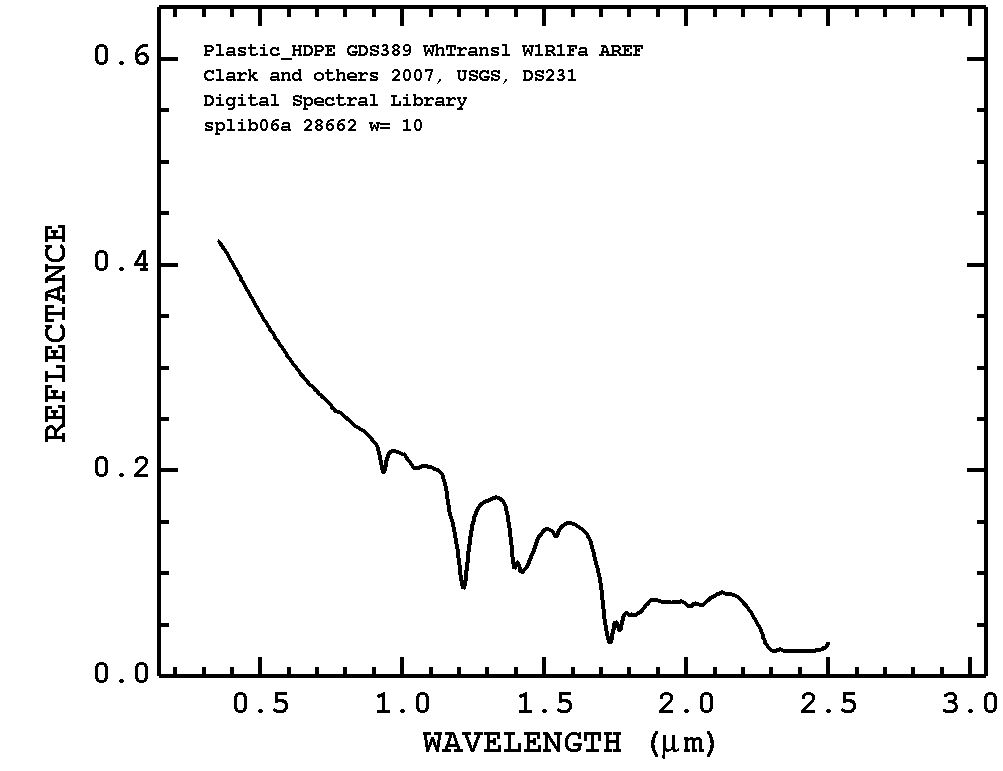 Plastic_HDPE GDS389 WhTransl W1R1Fa AREF
Clark and others 2007, USGS, DS231
Digital Spectral Library
splib06a 28662 w= 10
0.6
0.4
0.2
0.0
REFLECTANCE
0.5 1.0 1.5 2.0 2.5 3.0
WAVELENGTH (μm)